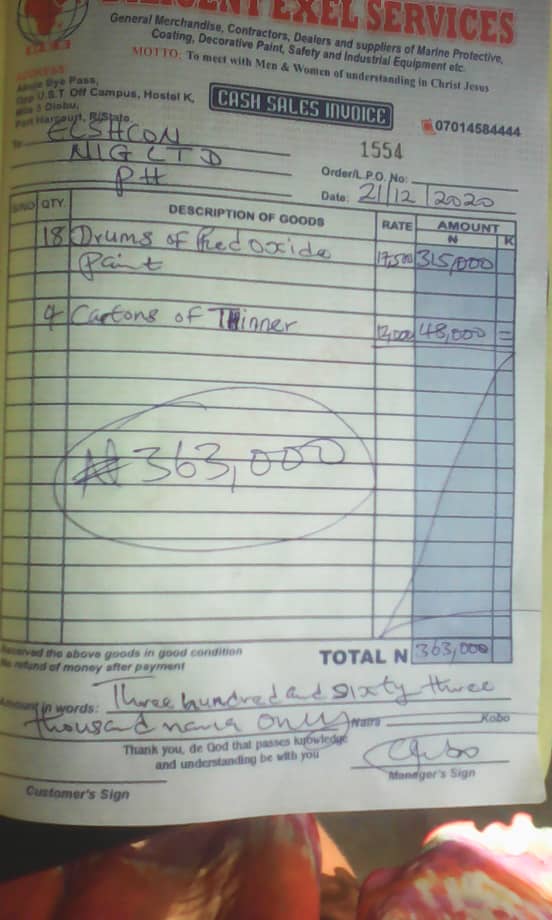 EXEL SERVICES
General Merchandise, Contractors, Dealers and suppliers of Marine Protective,
Coating, Decorative Paint, Safety and Industrial Equipment etc.
MOTTO: To meet with Men & Women of understanding in Christ Jesus
ADDRESS:
Bye Pass,
Opp U.S.T. Off Campus, Hostel K,
Mile 3 Diobu,
Port Harcourt, R/State
CASH SALES INVOICE
07014584444
To ELSHCON
NIG LTD
PH
1554
Order/L.P.O. No:
Date: 21/12/2020
S/NO QTY. DESCRIPTION OF GOODS RATE AMOUNT
N K
18 Drums of Red oxide
Paint 17,500 315,000
4 Cartons of Thinner 12,000 48,000 =
₦363,000
Received the above goods in good condition
No refund of money after payment
TOTAL N 363,000
Amount in words: Three hundred and sixty three
thousand naira only Naira Kobo
Thank you, de God that passes knowledge
and understanding be with you
Manager's Sign
Customer's Sign